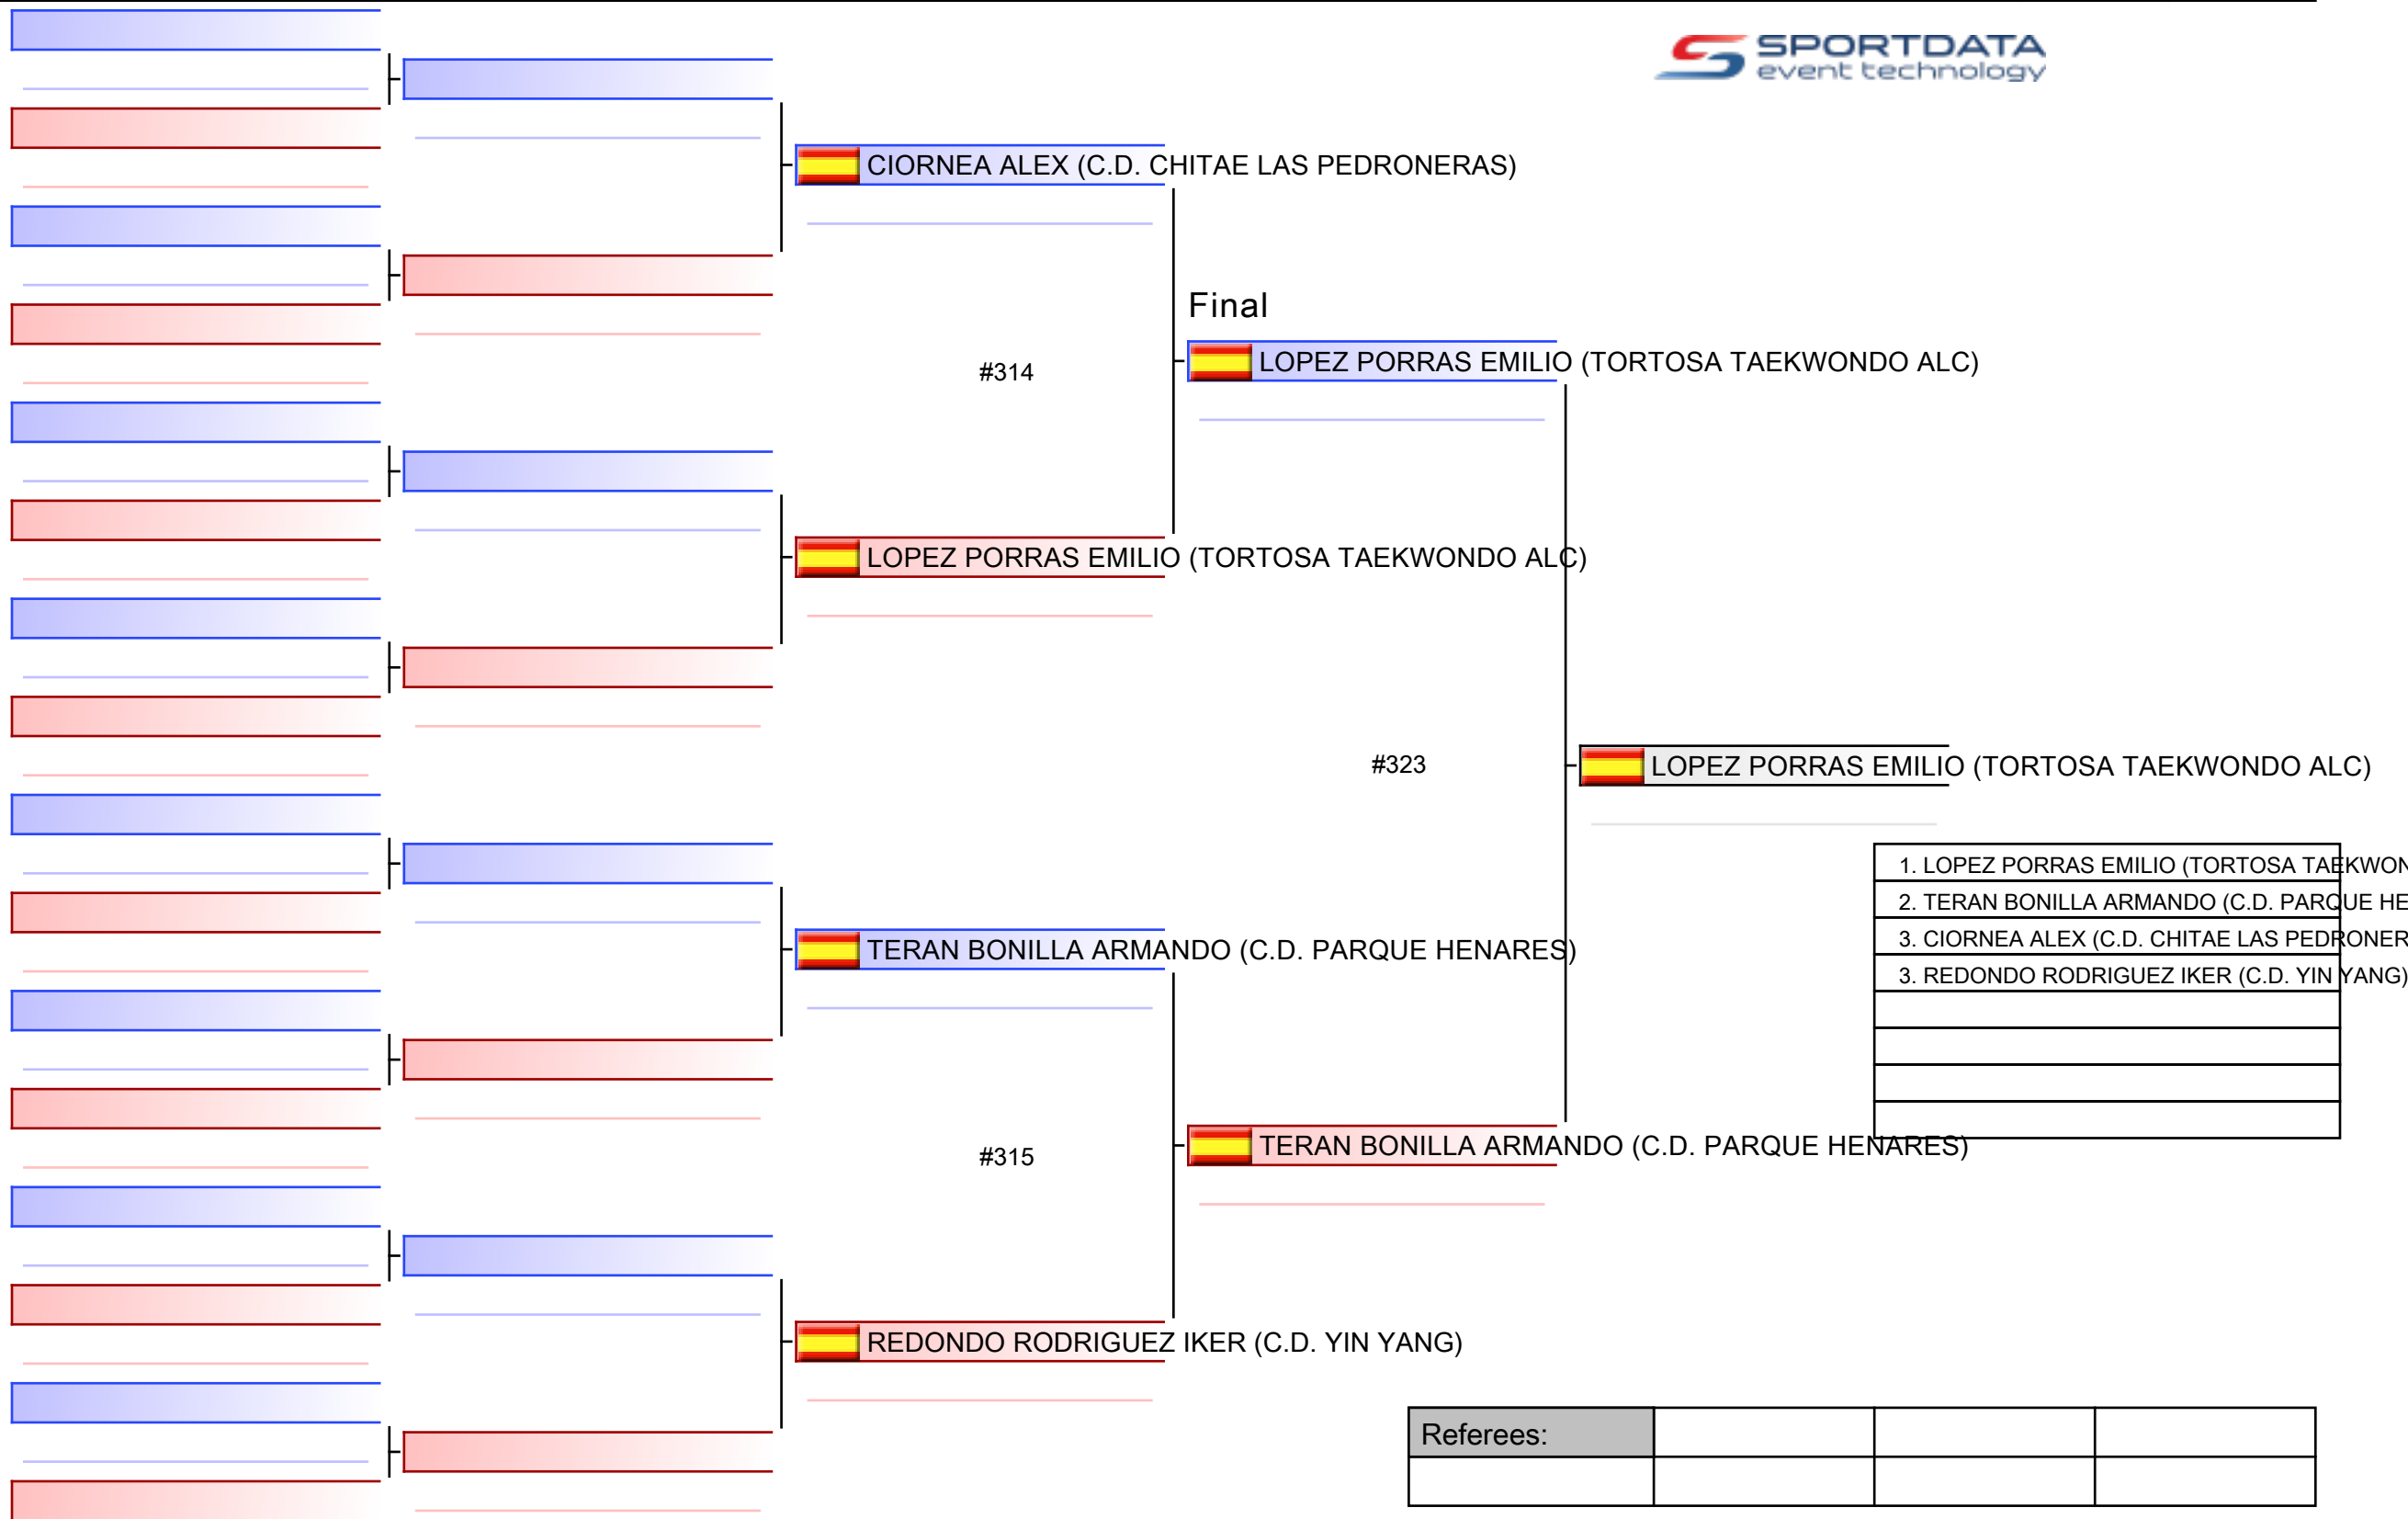 SPORTDATA
event technology
CIORNEA ALEX (C.D. CHITAE LAS PEDRONERAS)
Final
LOPEZ PORRAS EMILIO (TORTOSA TAEKWONDO ALC)
#314
LOPEZ PORRAS EMILIO (TORTOSA TAEKWONDO ALC)
#323
LOPEZ PORRAS EMILIO (TORTOSA TAEKWONDO ALC)
1. LOPEZ PORRAS EMILIO (TORTOSA TAEKWON
2. TERAN BONILLA ARMANDO (C.D. PARQUE HE
3. CIORNEA ALEX (C.D. CHITAE LAS PEDRONER
3. REDONDO RODRIGUEZ IKER (C.D. YIN YANG)
TERAN BONILLA ARMANDO (C.D. PARQUE HENARES)
TERAN BONILLA ARMANDO (C.D. PARQUE HENARES)
#315
REDONDO RODRIGUEZ IKER (C.D. YIN YANG)
Referees: